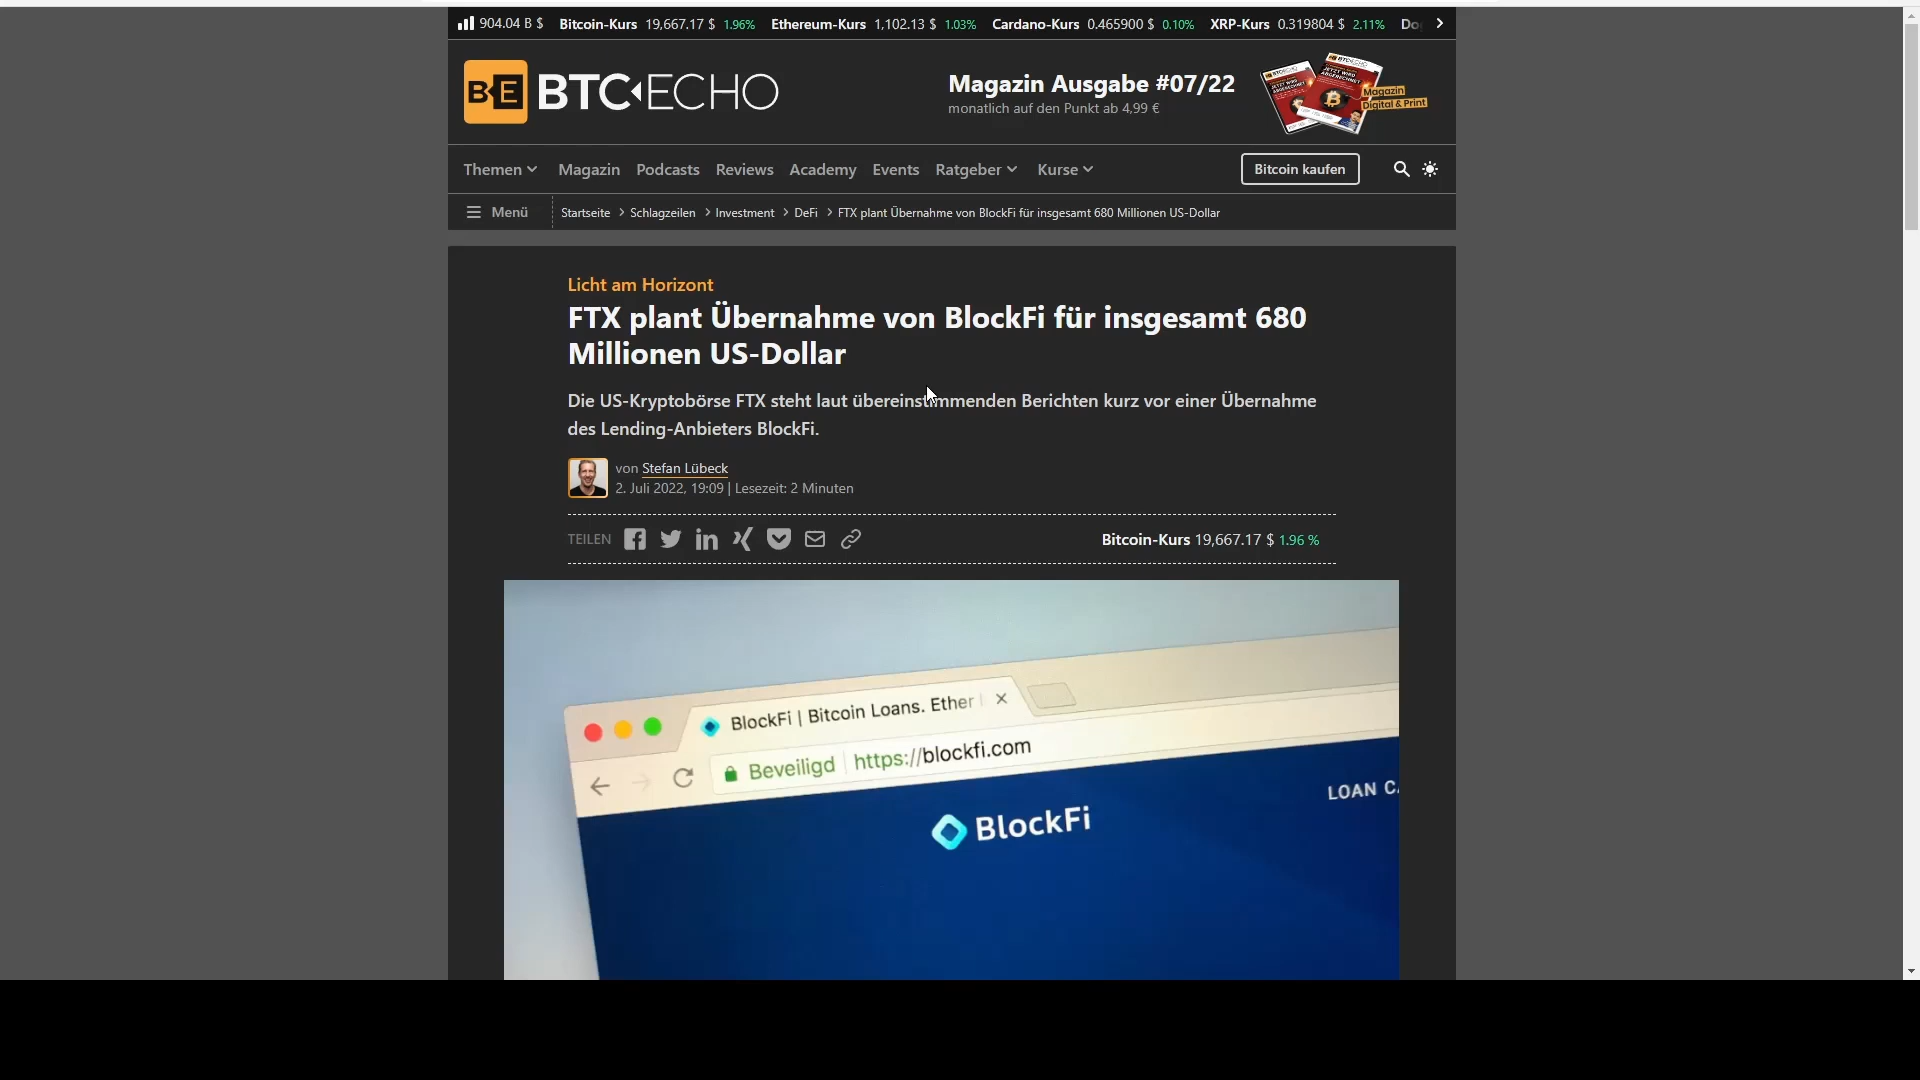 904.04 B $ Bitcoin-Kurs 19,667.17 $ 1.96% Ethereum-Kurs 1,102.13 $ 1.03% Cardano-Kurs 0.465900 $ 0.10% XRP-Kurs 0.319804 $ 2.11%
BE BTC ECHO
Magazin Ausgabe #07/22
monatlich auf den Punkt ab 4,99 €
Magazin
Digital & Print
Themen Magazin Podcasts Reviews Academy Events Ratgeber Kurse Bitcoin kaufen
Menü Startseite > Schlagzeilen > Investment > DeFi > FTX plant Übernahme von BlockFi für insgesamt 680 Millionen US-Dollar
Licht am Horizont
FTX plant Übernahme von BlockFi für insgesamt 680
Millionen US-Dollar
Die US-Kryptobörse FTX steht laut übereinstimmenden Berichten kurz vor einer Übernahme
des Lending-Anbieters BlockFi.
von Stefan Lübeck
2. Juli 2022, 19:09 | Lesezeit: 2 Minuten
TEILEN Bitcoin-Kurs 19,667.17 $ 1.96 %
BlockFi | Bitcoin Loans. Ether
Beveiligd https://blockfi.com
LOAN
BlockFi